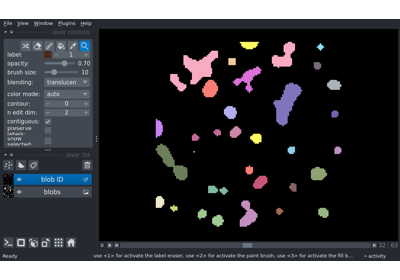 File View Window Plugins Help
layer controls
label: 1
opacity: 0.70
brush size: 10
blending: translucent
color mode: auto
contour: 0
n edit dim: 2
contiguous:
preserve labels:
show selected:
layer list
blob ID
blobs
32 63
Ready use <1> for activate the label eraser, use <2> for activate the paint brush, use <3> for activate the fill b... activity